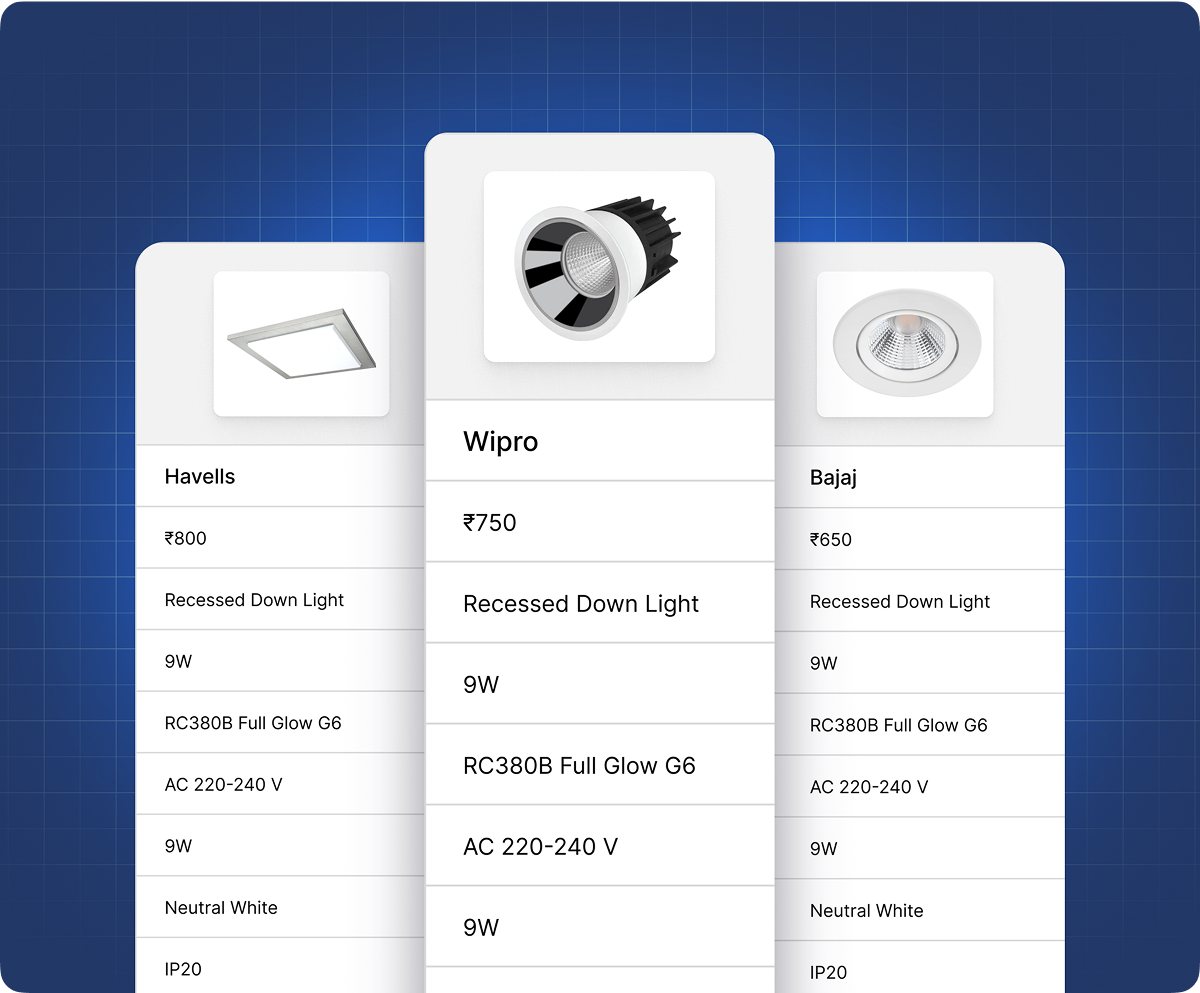 Havells
₹800
Recessed Down Light
9W
RC380B Full Glow G6
AC 220-240 V
9W
Neutral White
IP20
Wipro
₹750
Recessed Down Light
9W
RC380B Full Glow G6
AC 220-240 V
9W
Bajaj
₹650
Recessed Down Light
9W
RC380B Full Glow G6
AC 220-240 V
9W
Neutral White
IP20